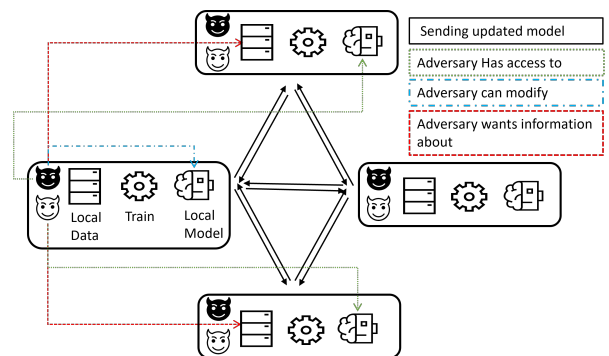 Sending updated model
Adversary Has access to
Adversary can modify
Adversary wants information
about
Local
Data
Train
Local
Model